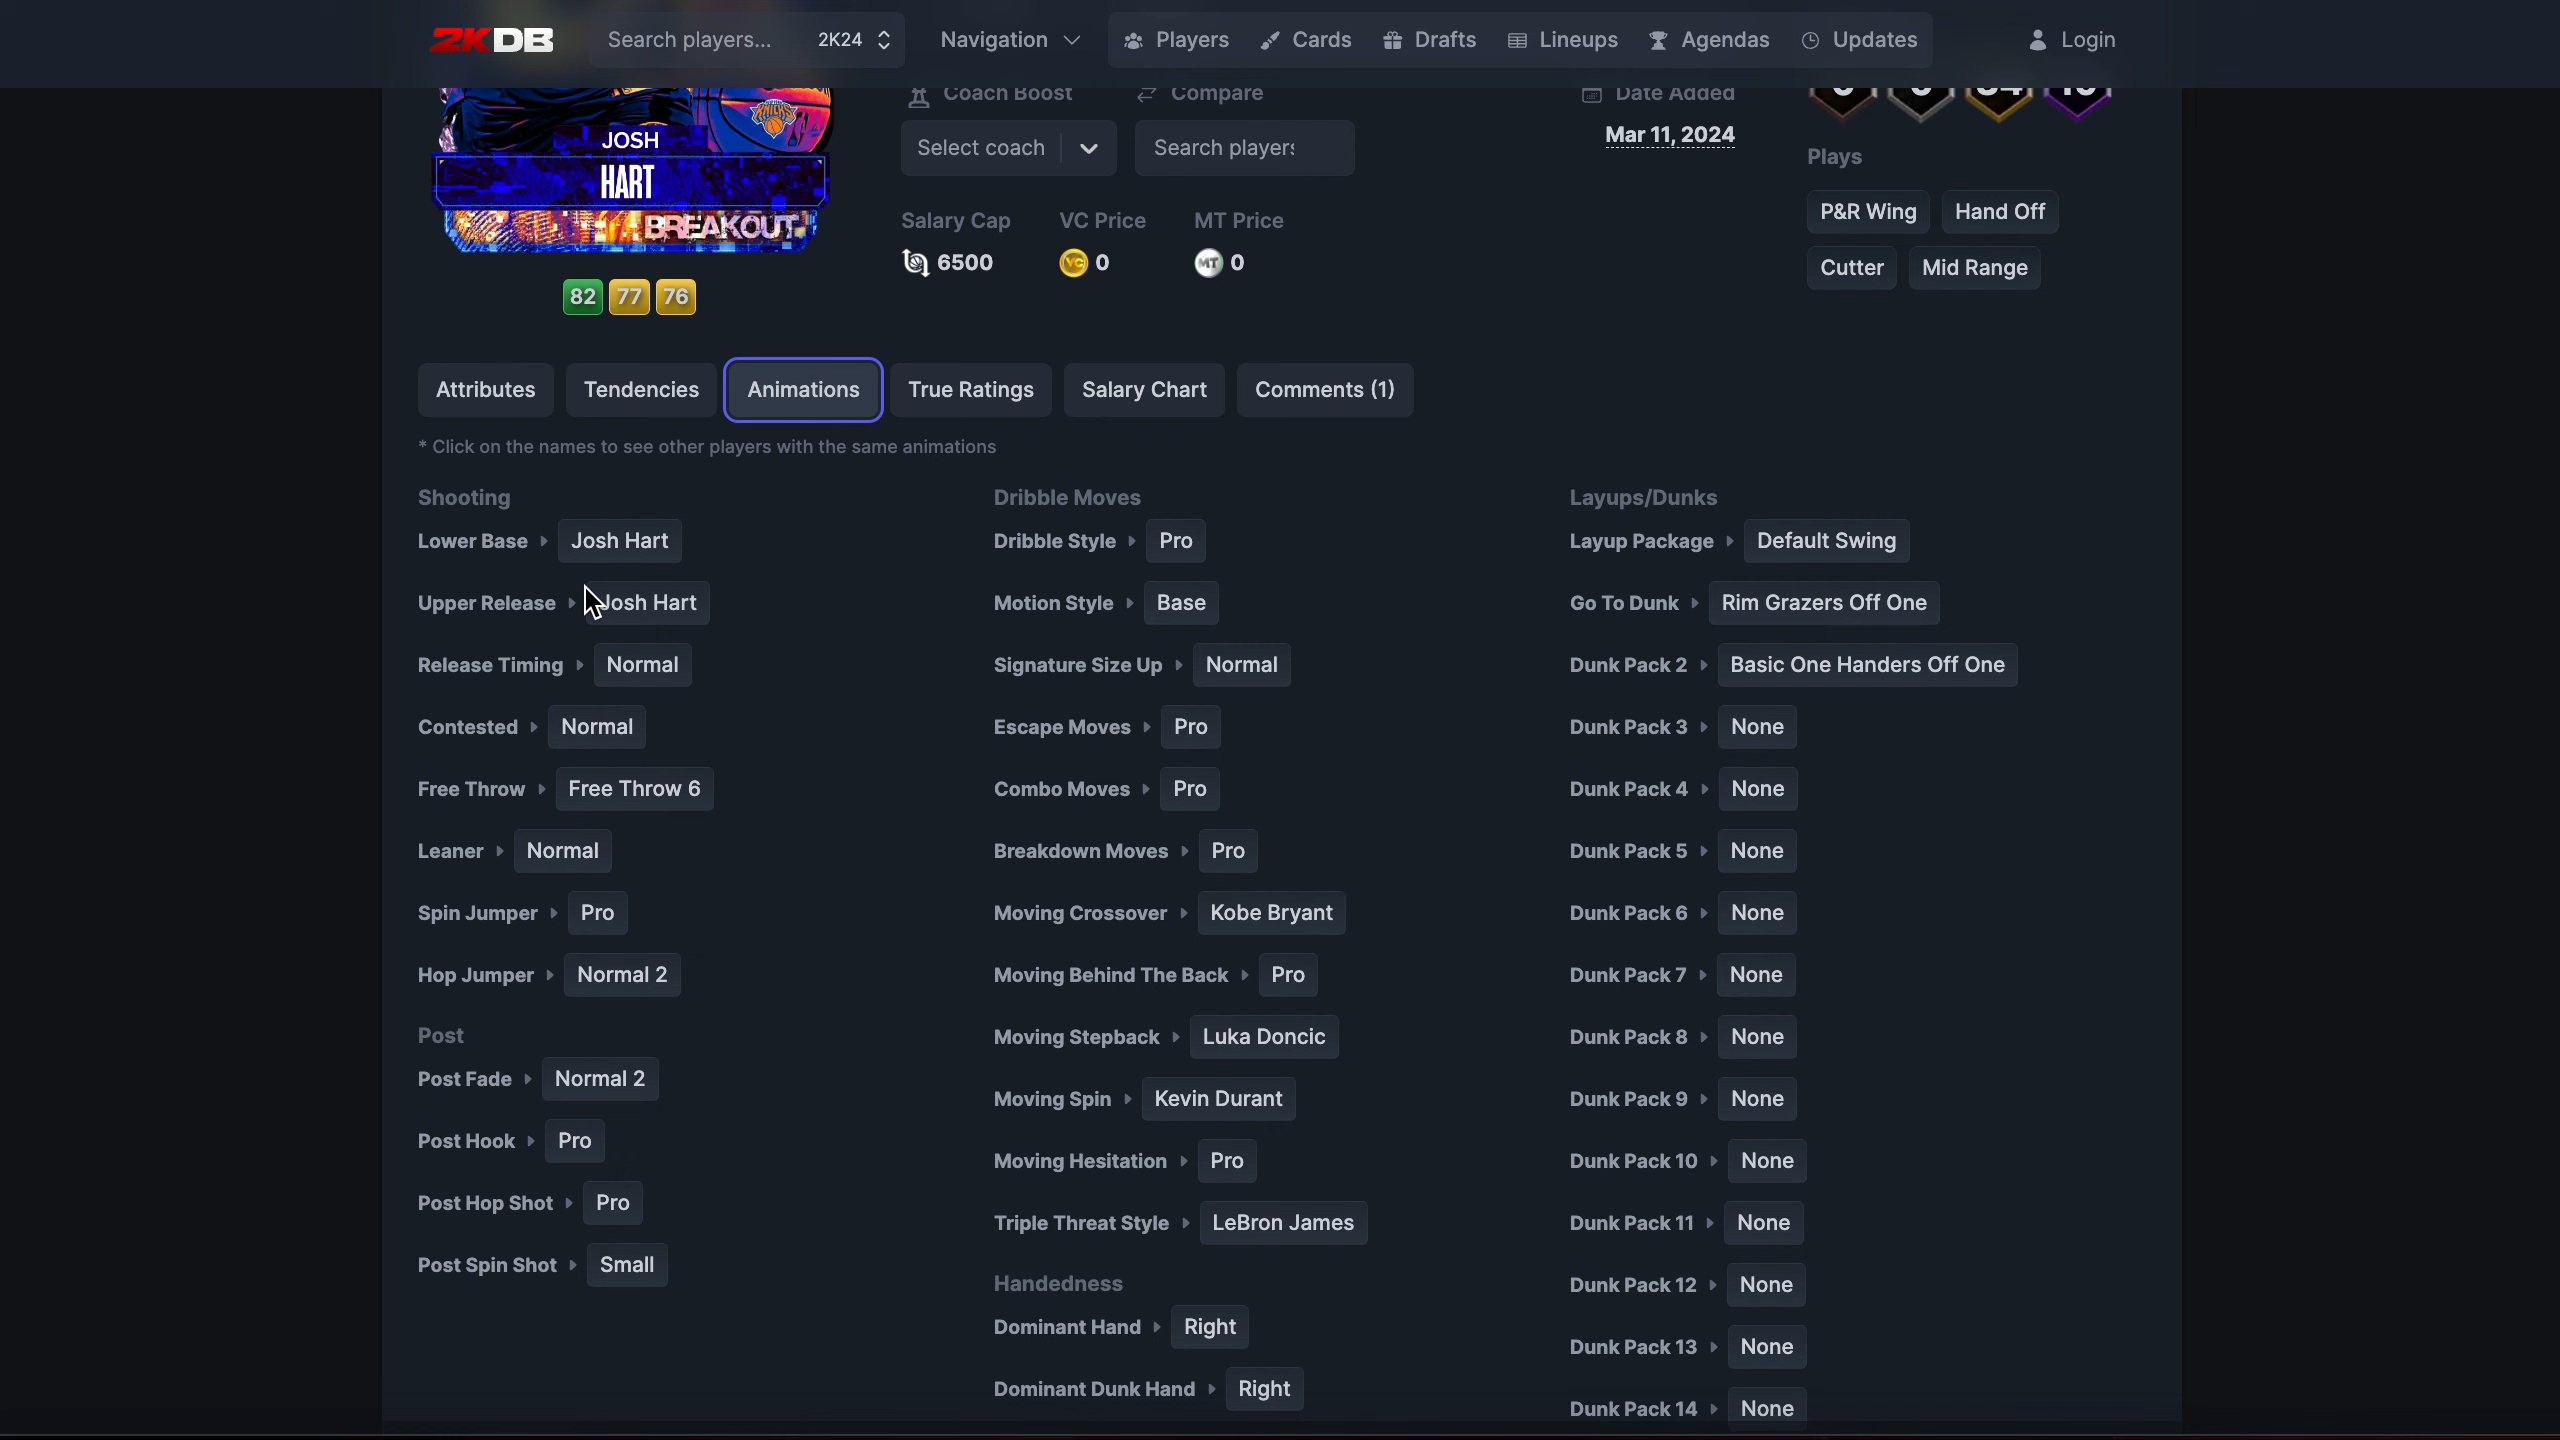 2KDB
Search players...
2K24
Navigation
Players
Cards
Drafts
Lineups
Agendas
Updates
Login
JOSH
HART
BREAKOUT
82 77 76
Coach Boost
Select coach
Compare
Search players
Salary Cap
6500
VC Price
VC 0
MT Price
MT 0
Date Added
Mar 11, 2024
Plays
P&R Wing
Hand Off
Cutter
Mid Range
Attributes
Tendencies
Animations
True Ratings
Salary Chart
Comments (1)
* Click on the names to see other players with the same animations
Shooting
Lower Base Josh Hart
Upper Release Josh Hart
Release Timing Normal
Contested Normal
Free Throw Free Throw 6
Leaner Normal
Spin Jumper Pro
Hop Jumper Normal 2
Post
Post Fade Normal 2
Post Hook Pro
Post Hop Shot Pro
Post Spin Shot Small
Dribble Moves
Dribble Style Pro
Motion Style Base
Signature Size Up Normal
Escape Moves Pro
Combo Moves Pro
Breakdown Moves Pro
Moving Crossover Kobe Bryant
Moving Behind The Back Pro
Moving Stepback Luka Doncic
Moving Spin Kevin Durant
Moving Hesitation Pro
Triple Threat Style LeBron James
Handedness
Dominant Hand Right
Dominant Dunk Hand Right
Layups/Dunks
Layup Package Default Swing
Go To Dunk Rim Grazers Off One
Dunk Pack 2 Basic One Handers Off One
Dunk Pack 3 None
Dunk Pack 4 None
Dunk Pack 5 None
Dunk Pack 6 None
Dunk Pack 7 None
Dunk Pack 8 None
Dunk Pack 9 None
Dunk Pack 10 None
Dunk Pack 11 None
Dunk Pack 12 None
Dunk Pack 13 None
Dunk Pack 14 None